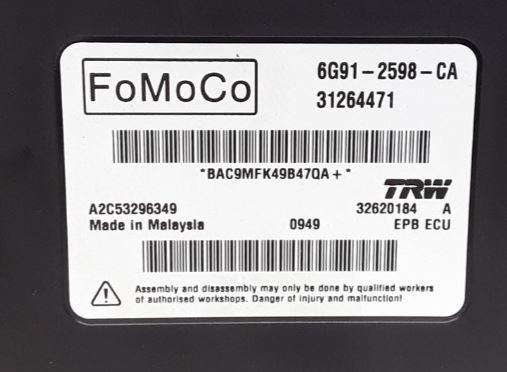 FoMoCo
6G91-2598-CA
31264471
*BAC9MFK49B47QA+*
TRW
A2C53296349 32620184 A
Made in Malaysia 0949 EPB ECU
Assembly and disassembly may only be done by qualified workers
of authorised workshops. Danger of injury and malfunction!